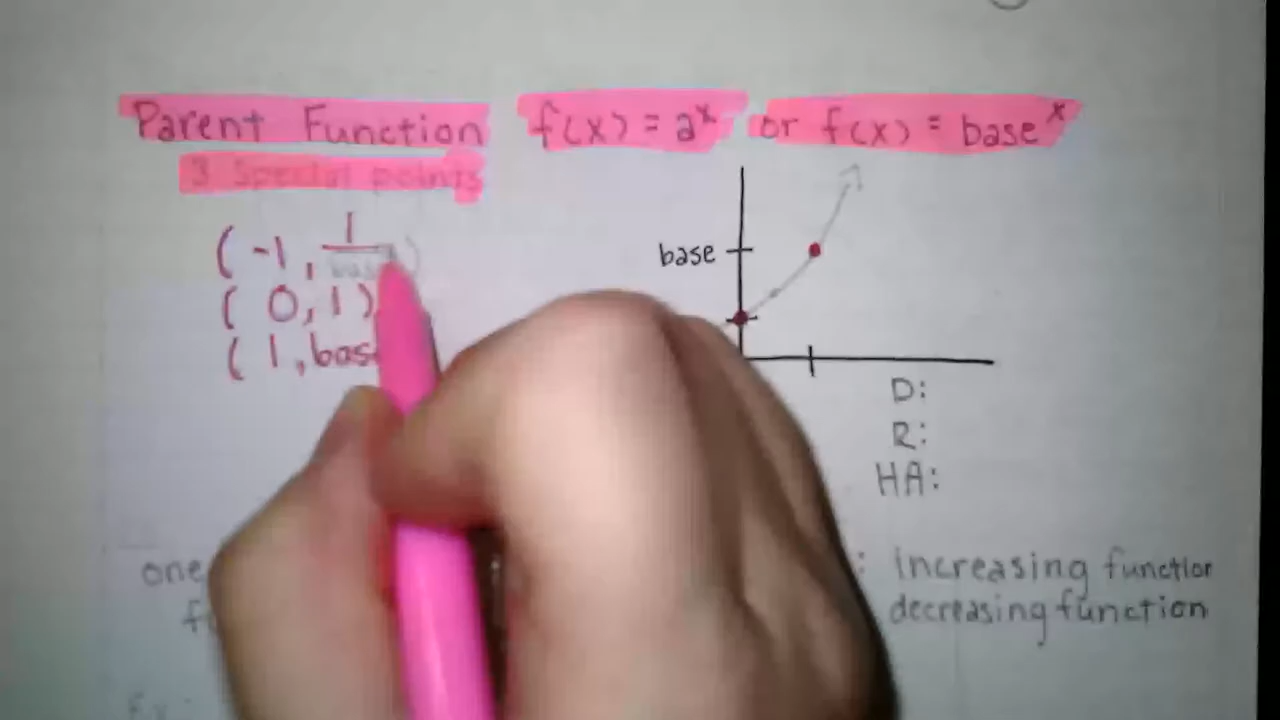 Parent Function f(x) = a^x or f(x) = base^x
3 Special points
( -1, 1/base )
( 0, 1 )
( 1, base
base
D:
R:
HA:
one
: increasing function
decreasing function